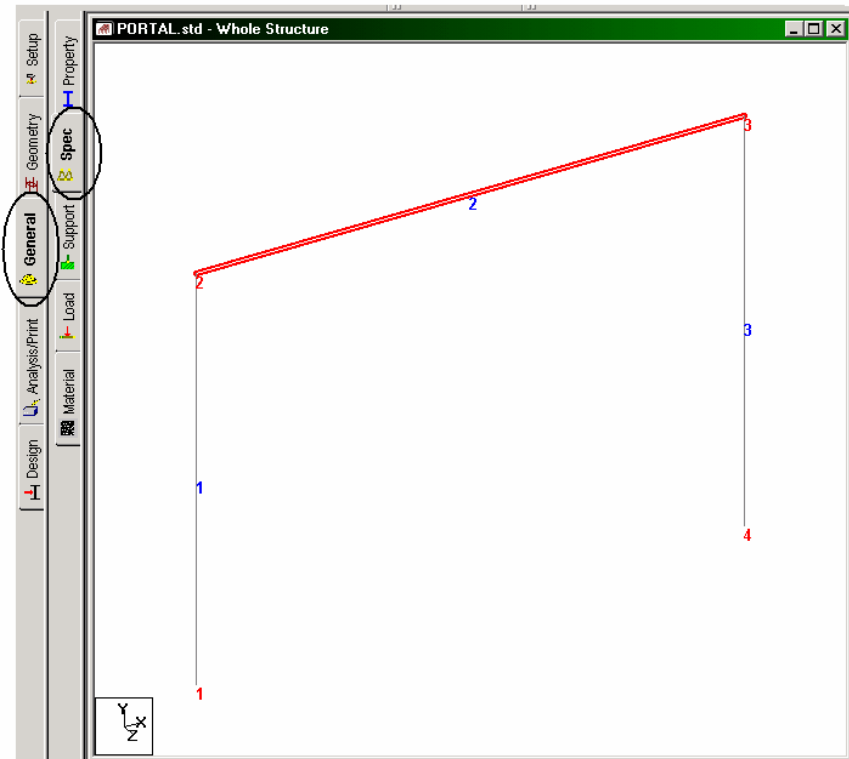 PORTAL.std - Whole Structure
Setup
Geometry
General
Analysis/Print
Design
Property
Spec
Support
Load
Material
3
2
2
3
1
4
1
Y
X
Z